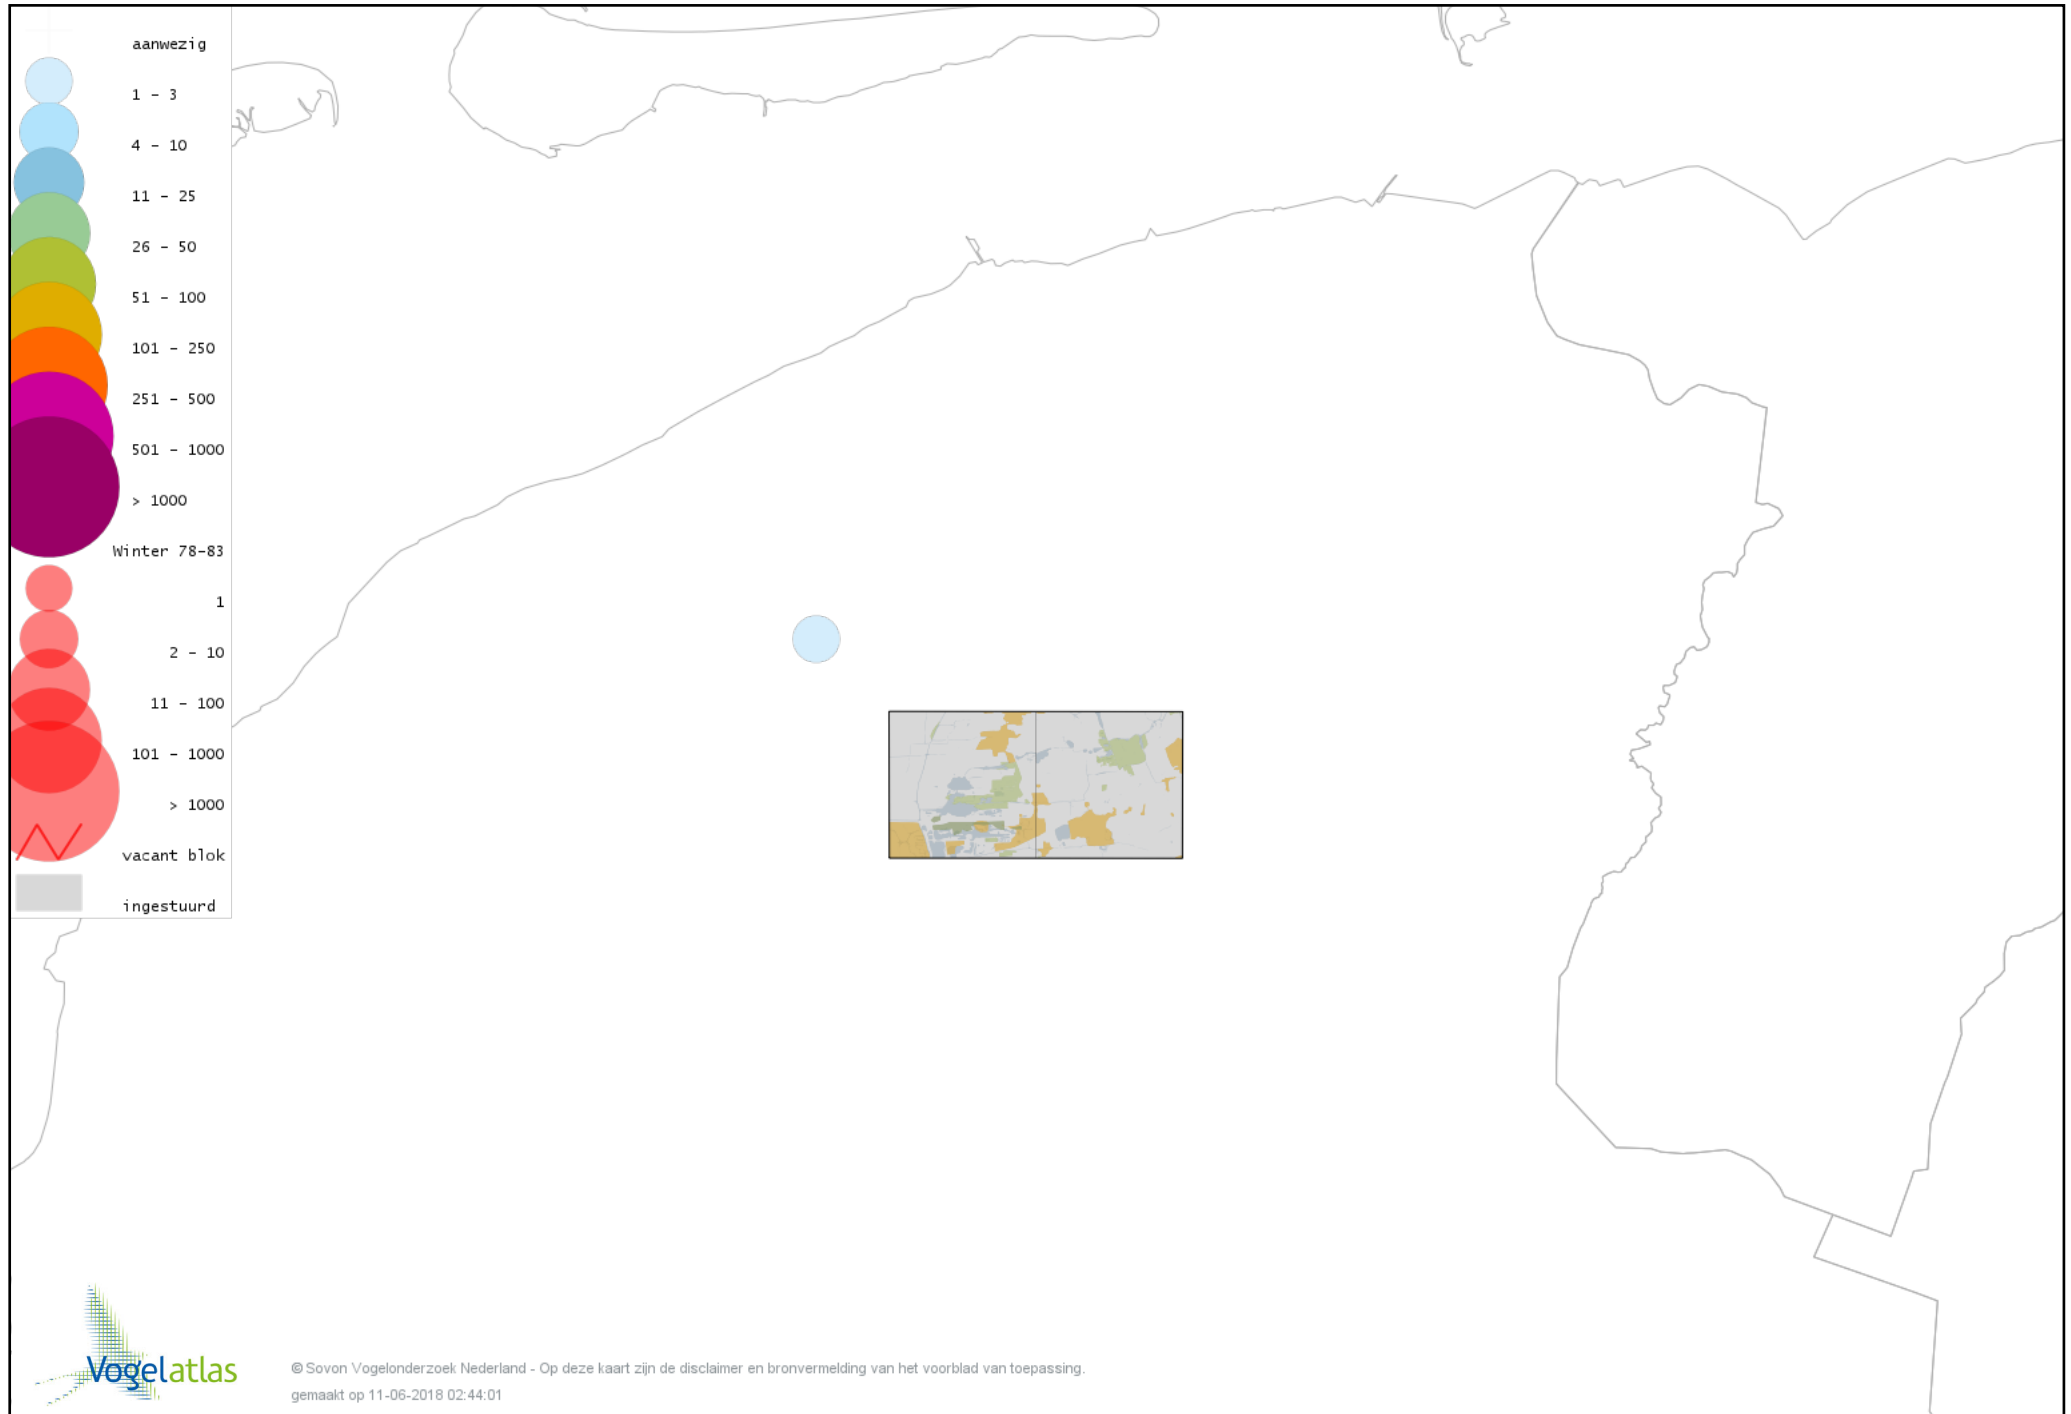 aanwezig
1 - 3
4 - 10
11 - 25
26 - 50
51 - 100
101 - 250
251 - 500
501 - 1000
> 1000
Winter 78-83
1
2 - 10
11 - 100
101 - 1000
> 1000
vacant blok
ingestuurd
Vogelatlas
© Sovon Vogelonderzoek Nederland - Op deze kaart zijn de disclaimer en bronvermelding van het voorblad van toepassing.
gemaakt op 11-06-2018 02:44:01